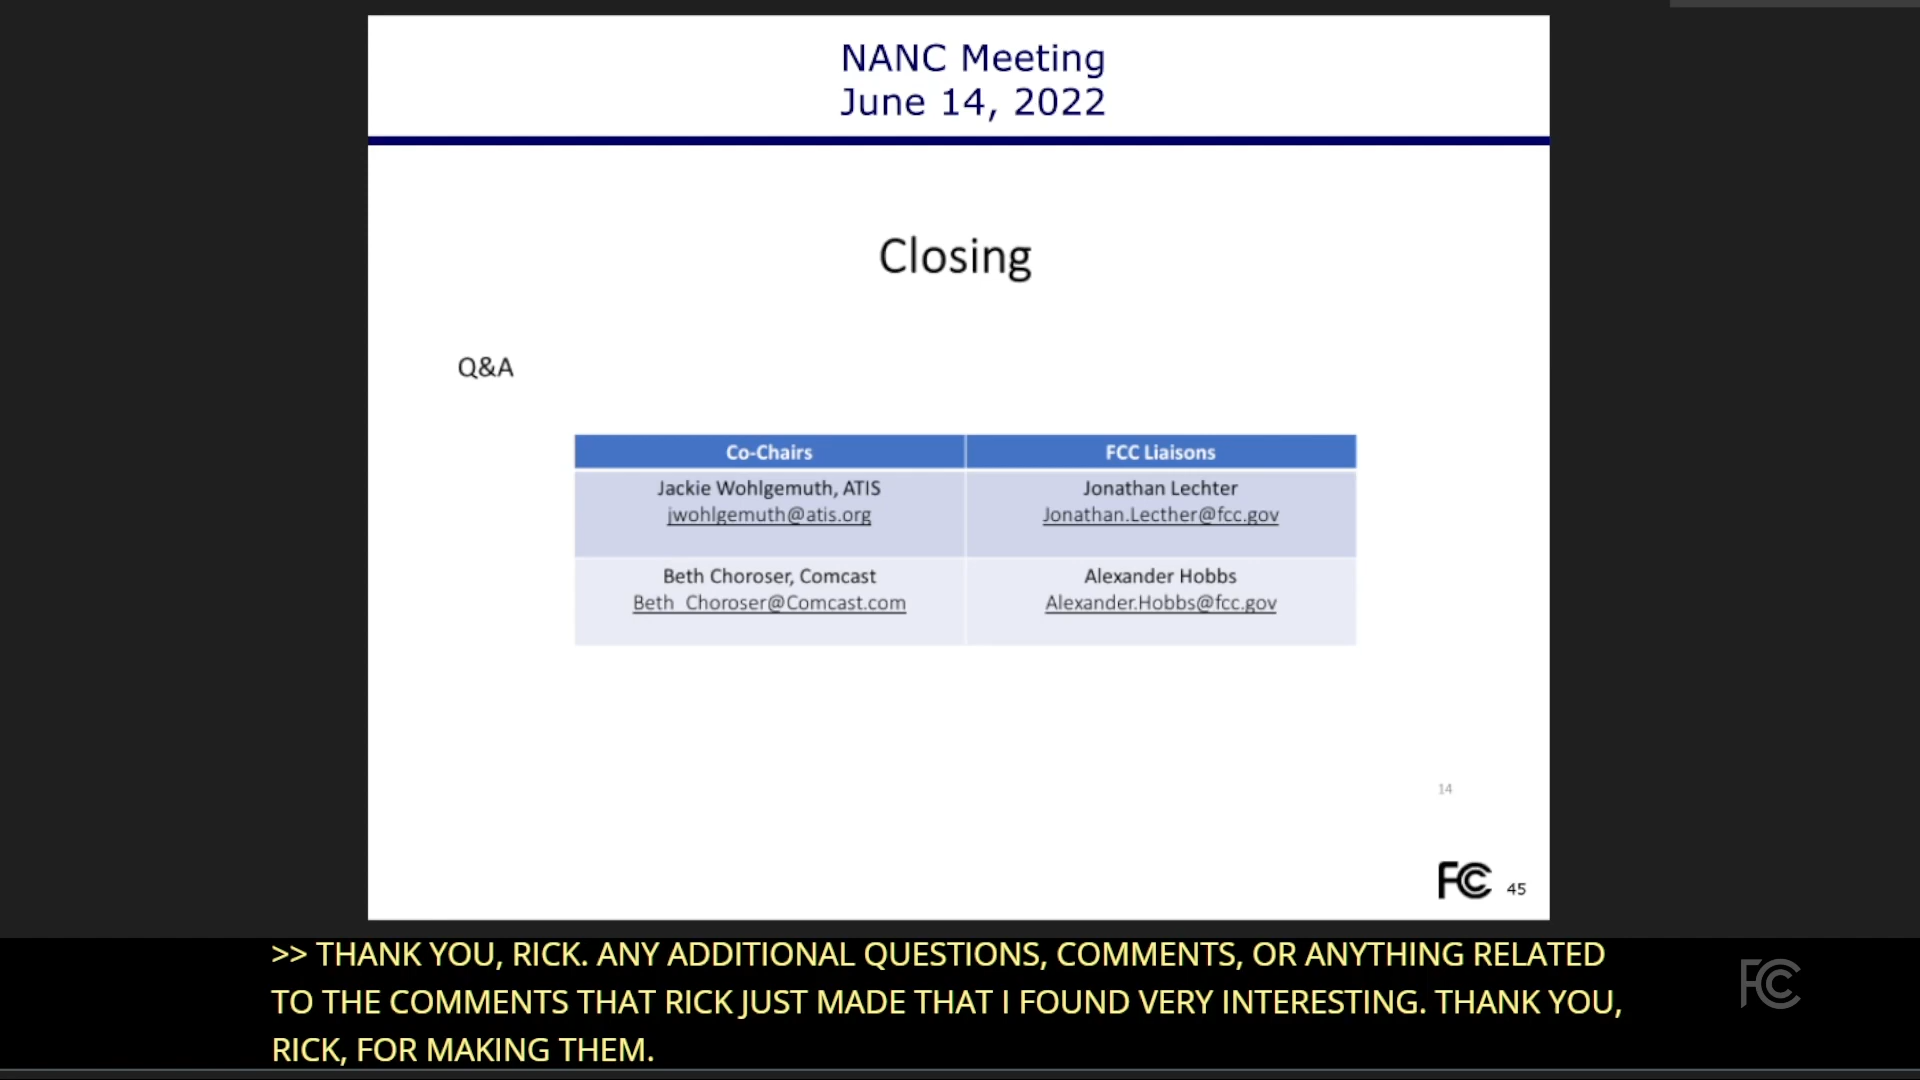 NANC Meeting
June 14, 2022
Closing
Q&A
Co-Chairs
FCC Liaisons
Jackie Wohlgemuth, ATIS
jwohlgemuth@atis.org
Jonathan Lechter
Jonathan.Lecther@fcc.gov
Beth Choroser, Comcast
Beth_Choroser@Comcast.com
Alexander Hobbs
Alexander.Hobbs@fcc.gov
14
FCC
45
>> THANK YOU, RICK. ANY ADDITIONAL QUESTIONS, COMMENTS, OR ANYTHING RELATED
TO THE COMMENTS THAT RICK JUST MADE THAT I FOUND VERY INTERESTING. THANK YOU,
RICK, FOR MAKING THEM.
FCC